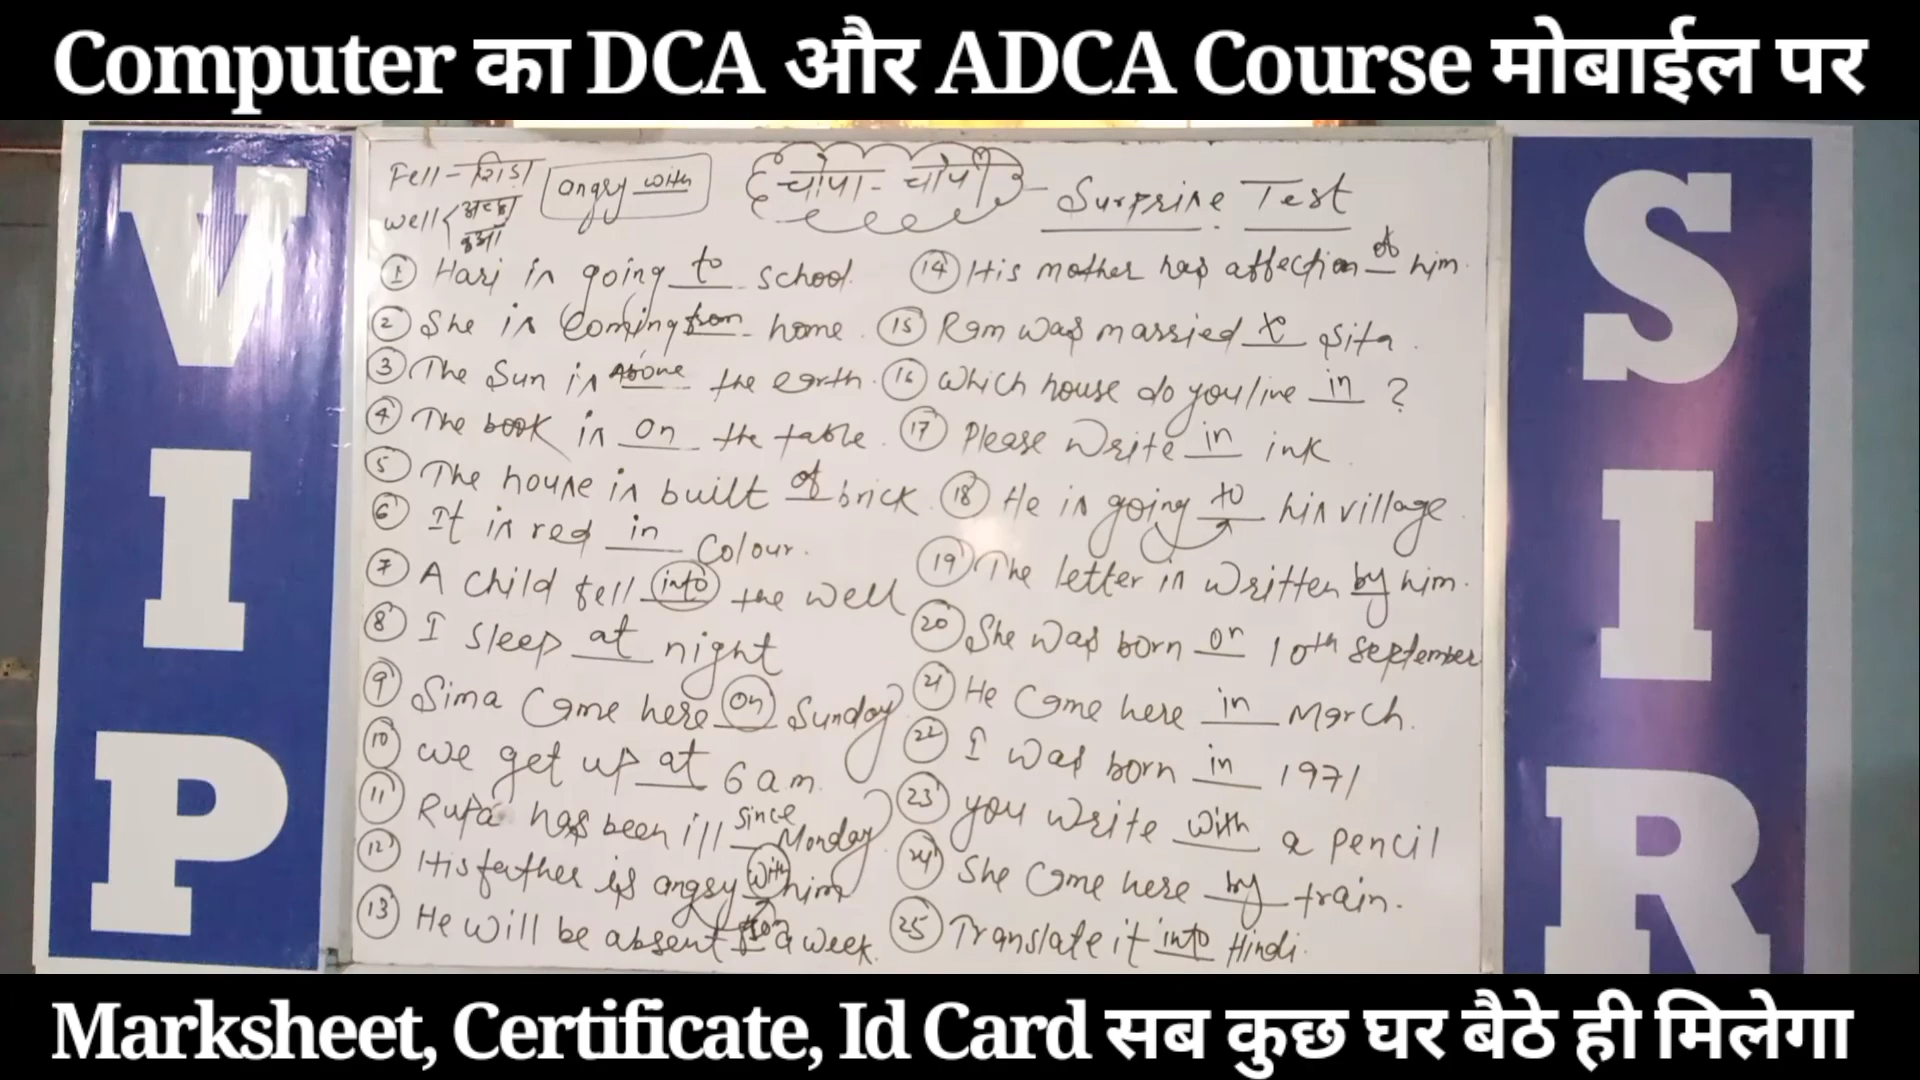 Computer का DCA और ADCA Course मोबाईल पर
VIP
SIR
Fell - गिरा
well { अच्छा
कुआँ
angry with
चोपा - चोपी - Surprise Test
① Hari is going to school.
② She is coming from home.
③ The Sun is Above the earth.
④ The book is on the table.
⑤ The house is built of brick.
⑥ It is red in colour.
⑦ A child fell into the well
⑧ I sleep at night
⑨ Sima came here on Sunday
⑩ we get up at 6 am.
⑪ Rupa has been ill since Monday
⑫ His father is angry with him
⑬ He will be absent for a week.
⑭ His mother has affection of him.
⑮ Ram was married x Sita.
⑯ Which house do you live in ?
⑰ Please write in ink.
⑱ He is going to his village.
⑲ The letter is written by him.
⑳ She was born on 10th September
㉑ He came here in March.
㉒ I was born in 1971
㉓ you write with a pencil
㉔ She came here by train.
㉕ Translate it into Hindi.
Marksheet, Certificate, Id Card सब कुछ घर बैठे ही मिलेगा